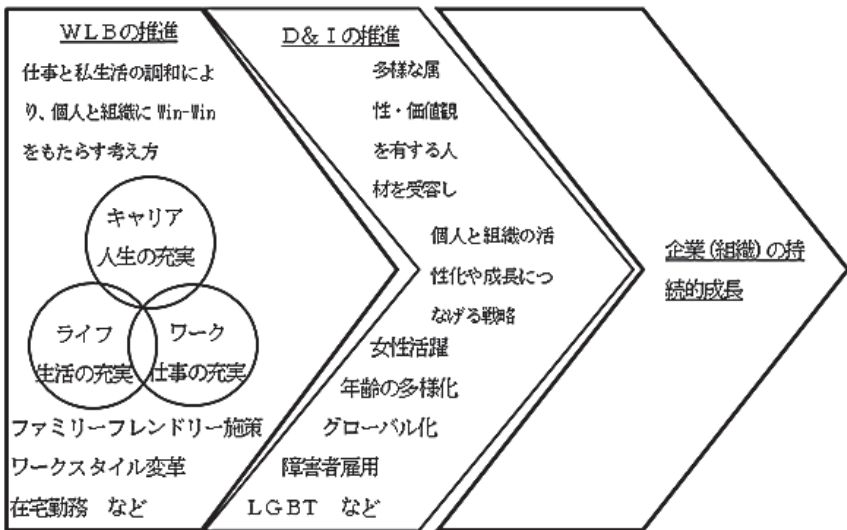 ＷＬＢの推進
仕事と私生活の調和によ
り、個人と組織に Win-Win
をもたらす考え方
キャリア
人生の充実
ライフ
生活の充実
ワーク
仕事の充実
ファミリーフレンドリー施策
ワークスタイル変革
在宅勤務 など
Ｄ&Ｉの推進
多様な属
性・価値観
を有する人
材を受容し
個人と組織の活
性化や成長につ
なげる戦略
女性活躍
年齢の多様化
グローバル化
障害者雇用
ＬＧＢＴ など
企業(組織)の持
続的成長